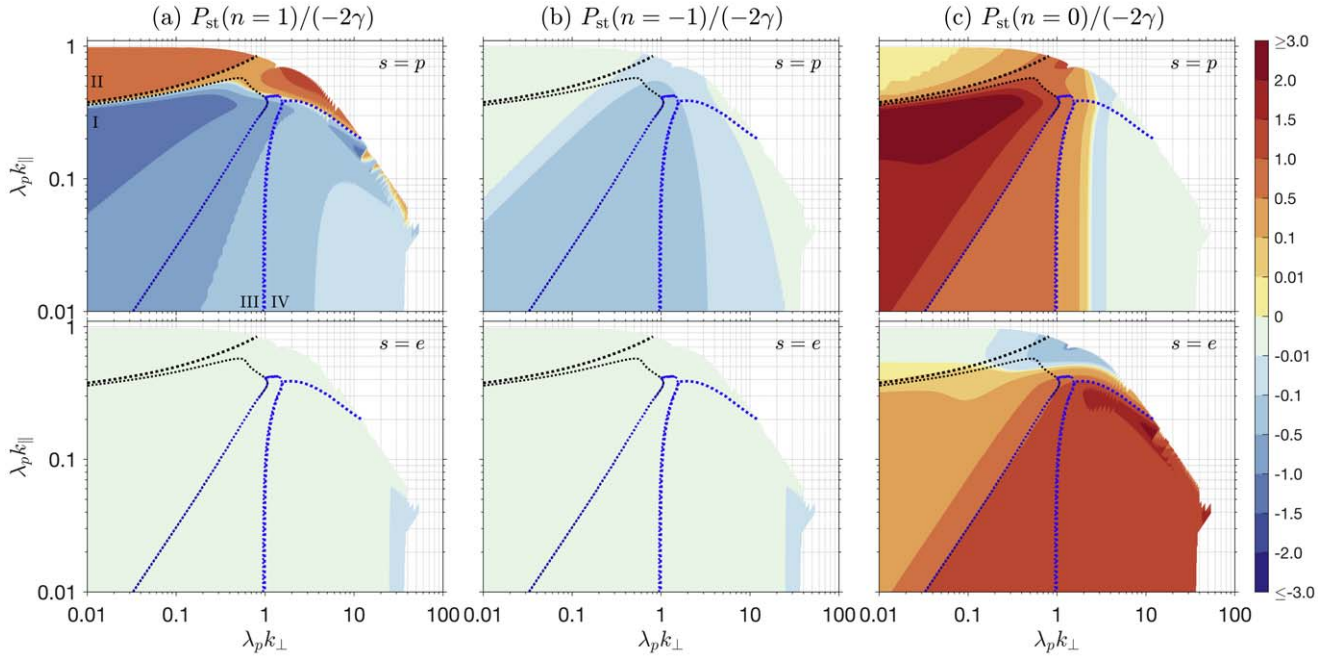 (a) P_st(n = 1)/(−2γ)
(b) P_st(n = −1)/(−2γ)
(c) P_st(n = 0)/(−2γ)
1
s = p
s = p
s = p
≥3.0
2.0
1.5
1.0
0.5
0.1
0.01
0
-0.01
-0.1
-0.5
-1.0
-1.5
-2.0
≤-3.0
II
I
λ_p k_∥
0.1
III
IV
0.01
1
s = e
s = e
s = e
λ_p k_∥
0.1
0.01
0.01 0.1 1 10 100
0.01 0.1 1 10 100
0.01 0.1 1 10 100
λ_p k_⊥
λ_p k_⊥
λ_p k_⊥